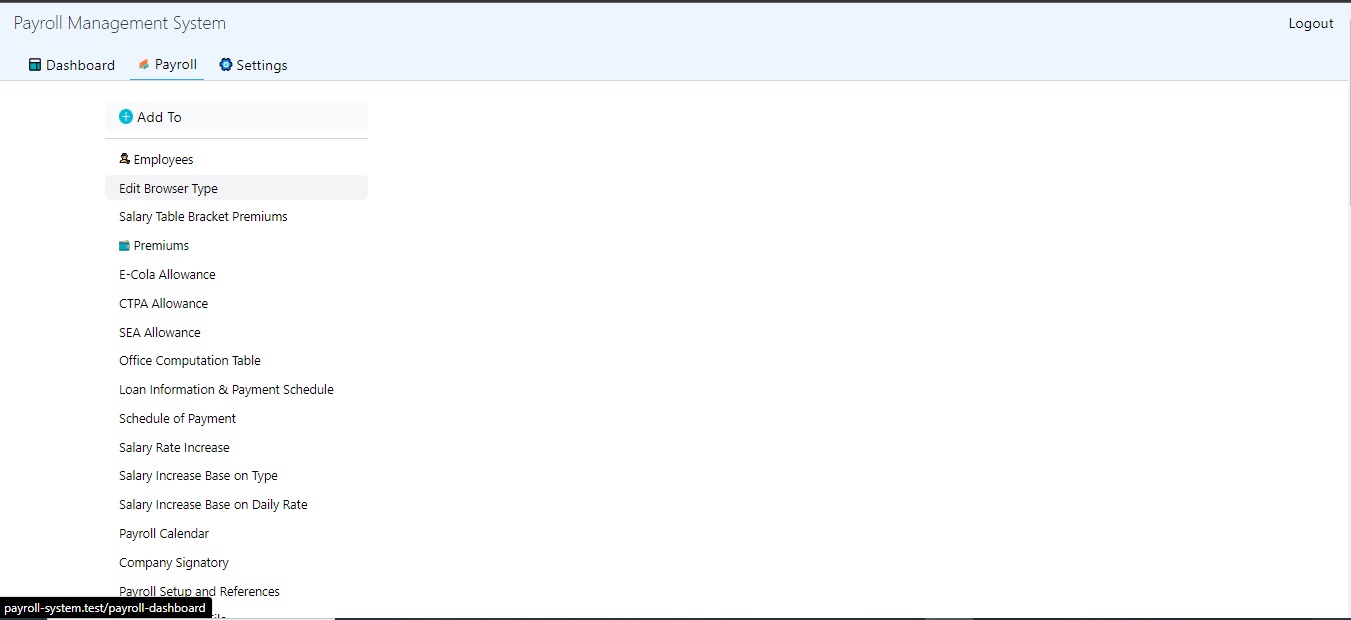 Payroll Management System
Logout
Dashboard
Payroll
Settings
Add To
Employees
Edit Browser Type
Salary Table Bracket Premiums
Premiums
E-Cola Allowance
CTPA Allowance
SEA Allowance
Office Computation Table
Loan Information & Payment Schedule
Schedule of Payment
Salary Rate Increase
Salary Increase Base on Type
Salary Increase Base on Daily Rate
Payroll Calendar
Company Signatory
Payroll Setup and References
payroll-system.test/payroll-dashboard